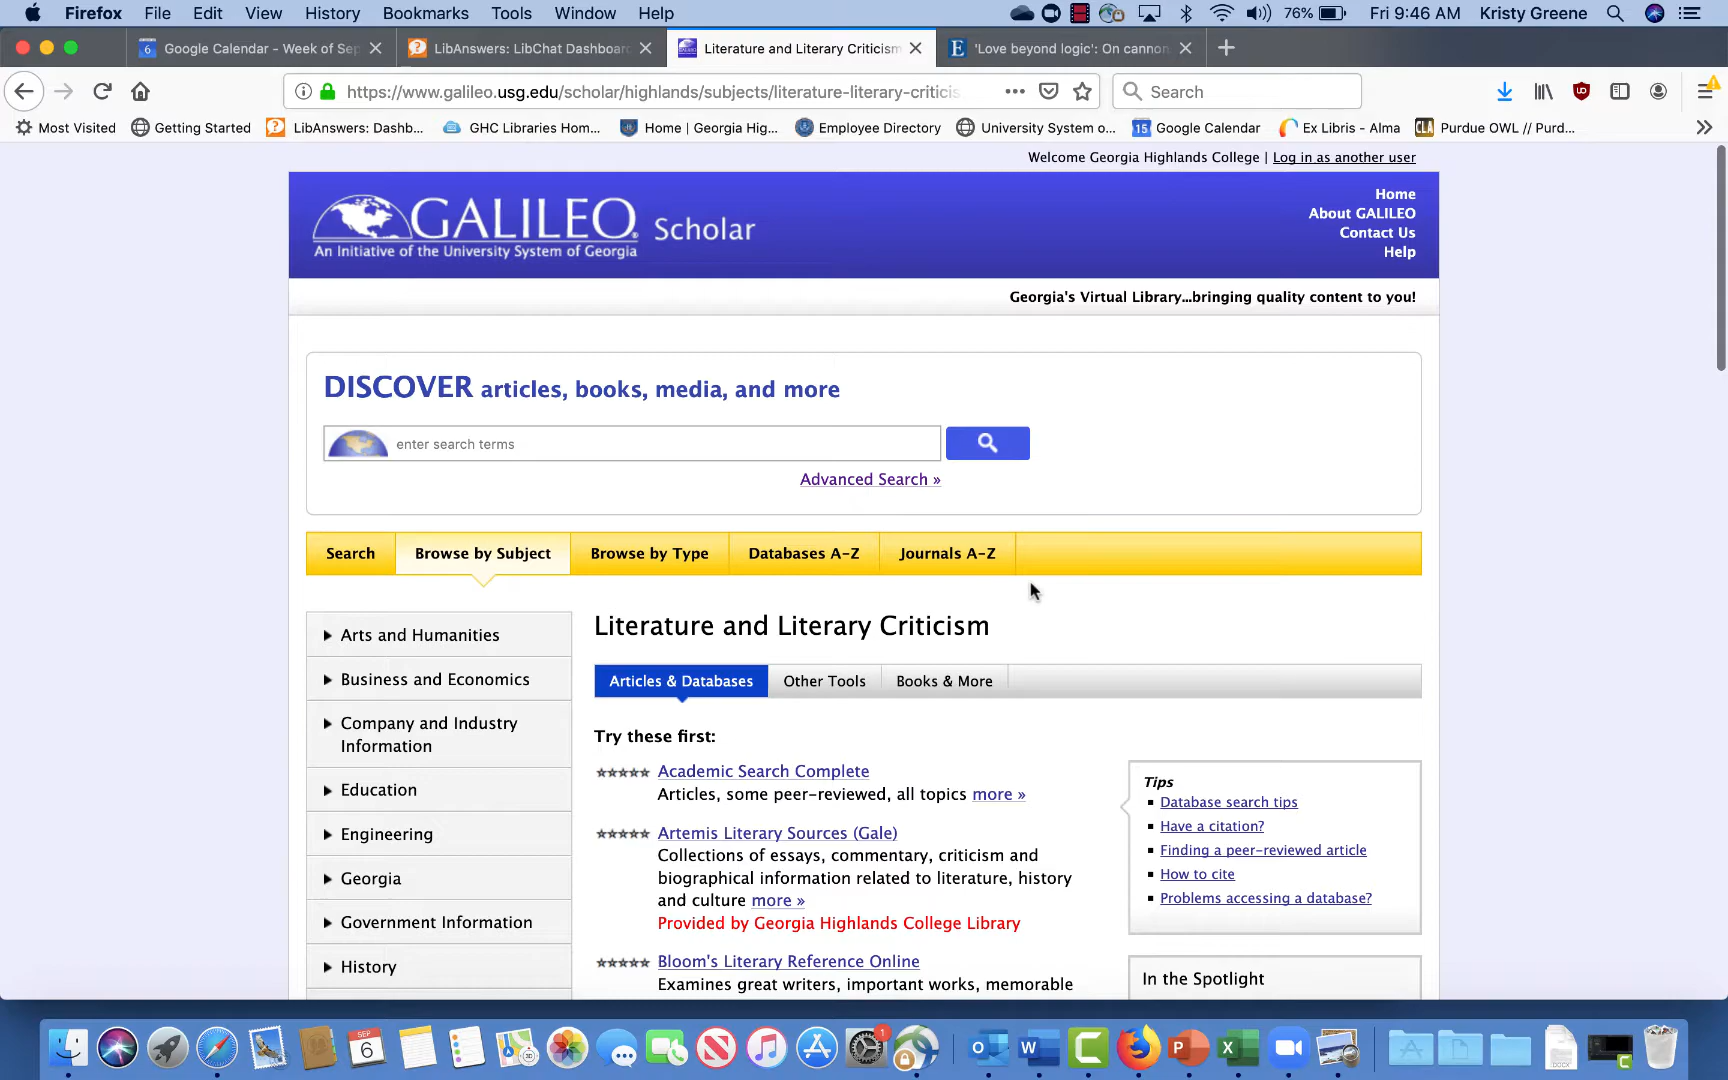 Firefox File Edit View History Bookmarks Tools Window Help 76% Fri 9:46 AM Kristy Greene
Google Calendar - Week of Sep
LibAnswers: LibChat Dashboard
Literature and Literary Criticism
'Love beyond logic': On cannon
https://www.galileo.usg.edu/scholar/highlands/subjects/literature-literary-criticis
Search
Most Visited
Getting Started
LibAnswers: Dashb...
GHC Libraries Hom...
Home | Georgia Hig...
Employee Directory
University System o...
Google Calendar
Ex Libris - Alma
Purdue OWL // Purd...
Welcome Georgia Highlands College | Log in as another user
GALILEO Scholar
An Initiative of the University System of Georgia
Home
About GALILEO
Contact Us
Help
Georgia's Virtual Library...bringing quality content to you!
DISCOVER articles, books, media, and more
enter search terms
Advanced Search »
Search
Browse by Subject
Browse by Type
Databases A-Z
Journals A-Z
Arts and Humanities
Business and Economics
Company and Industry
Information
Education
Engineering
Georgia
Government Information
History
Literature and Literary Criticism
Articles & Databases
Other Tools
Books & More
Try these first:
Academic Search Complete
Articles, some peer-reviewed, all topics more »
Artemis Literary Sources (Gale)
Collections of essays, commentary, criticism and
biographical information related to literature, history
and culture more »
Provided by Georgia Highlands College Library
Bloom's Literary Reference Online
Examines great writers, important works, memorable
Tips
Database search tips
Have a citation?
Finding a peer-reviewed article
How to cite
Problems accessing a database?
In the Spotlight